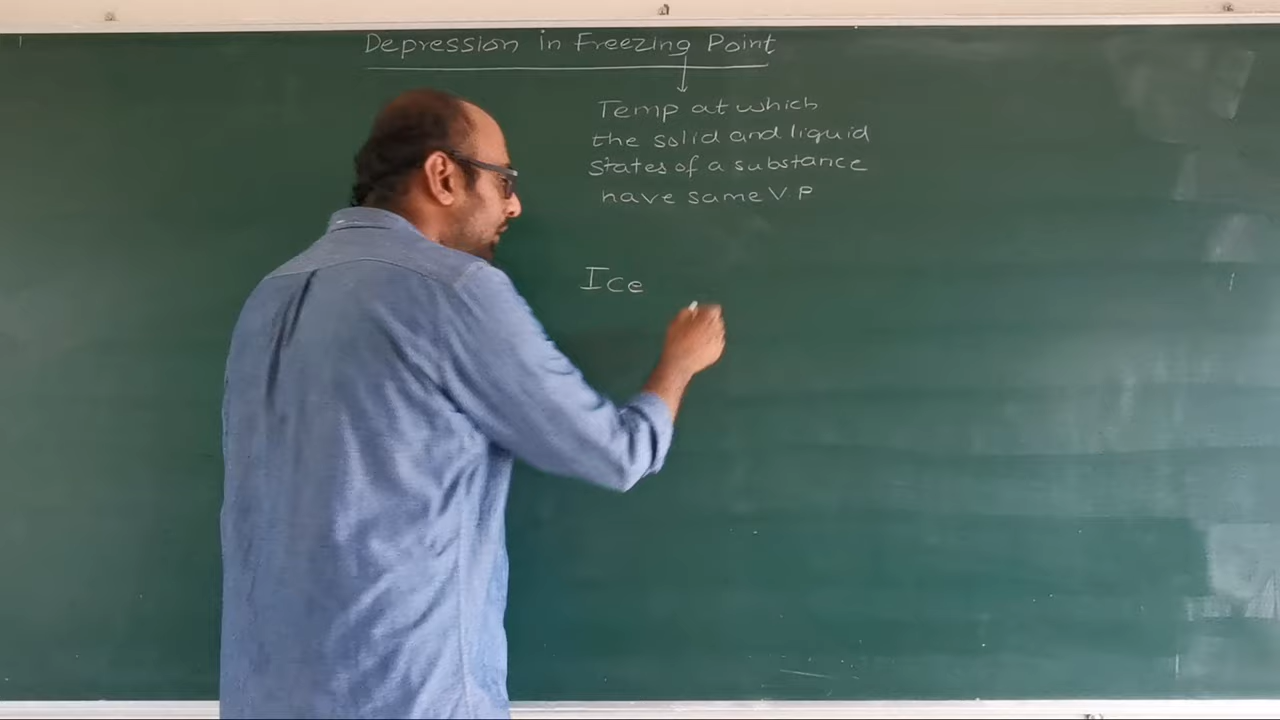 Depression in Freezing Point
Temp at which
the solid and liquid
states of a substance
have same V.P
Ice